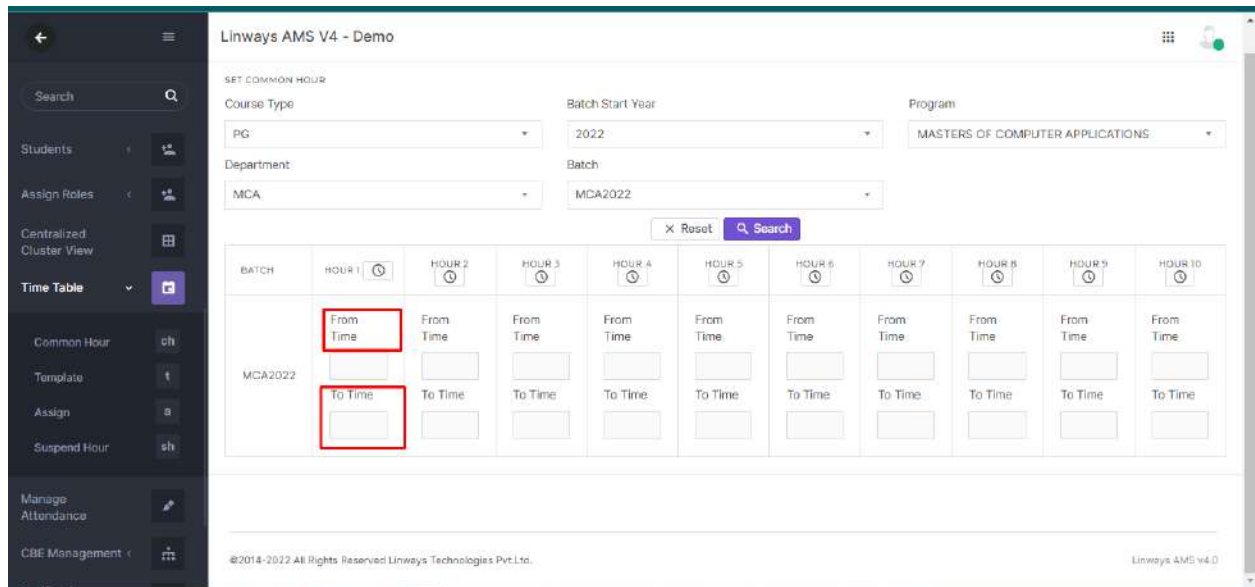 Linways AMS V4 - Demo
Search
Students
Assign Roles
Centralized
Cluster View
Time Table
Common Hour ch
Template t
Assign a
Suspend Hour sh
Manage
Attendance
CBE Management
SET COMMON HOUR
Course Type Batch Start Year Program
PG 2022 MASTERS OF COMPUTER APPLICATIONS
Department Batch
MCA MCA2022
× Reset Search
BATCH HOUR 1 HOUR 2 HOUR 3 HOUR 4 HOUR 5 HOUR 6 HOUR 7 HOUR 8 HOUR 9 HOUR 10
From From From From From From From From From From
Time Time Time Time Time Time Time Time Time Time
MCA2022
To Time To Time To Time To Time To Time To Time To Time To Time To Time To Time
©2014-2022 All Rights Reserved Linways Technologies Pvt.Ltd. Linways AMS v4.0